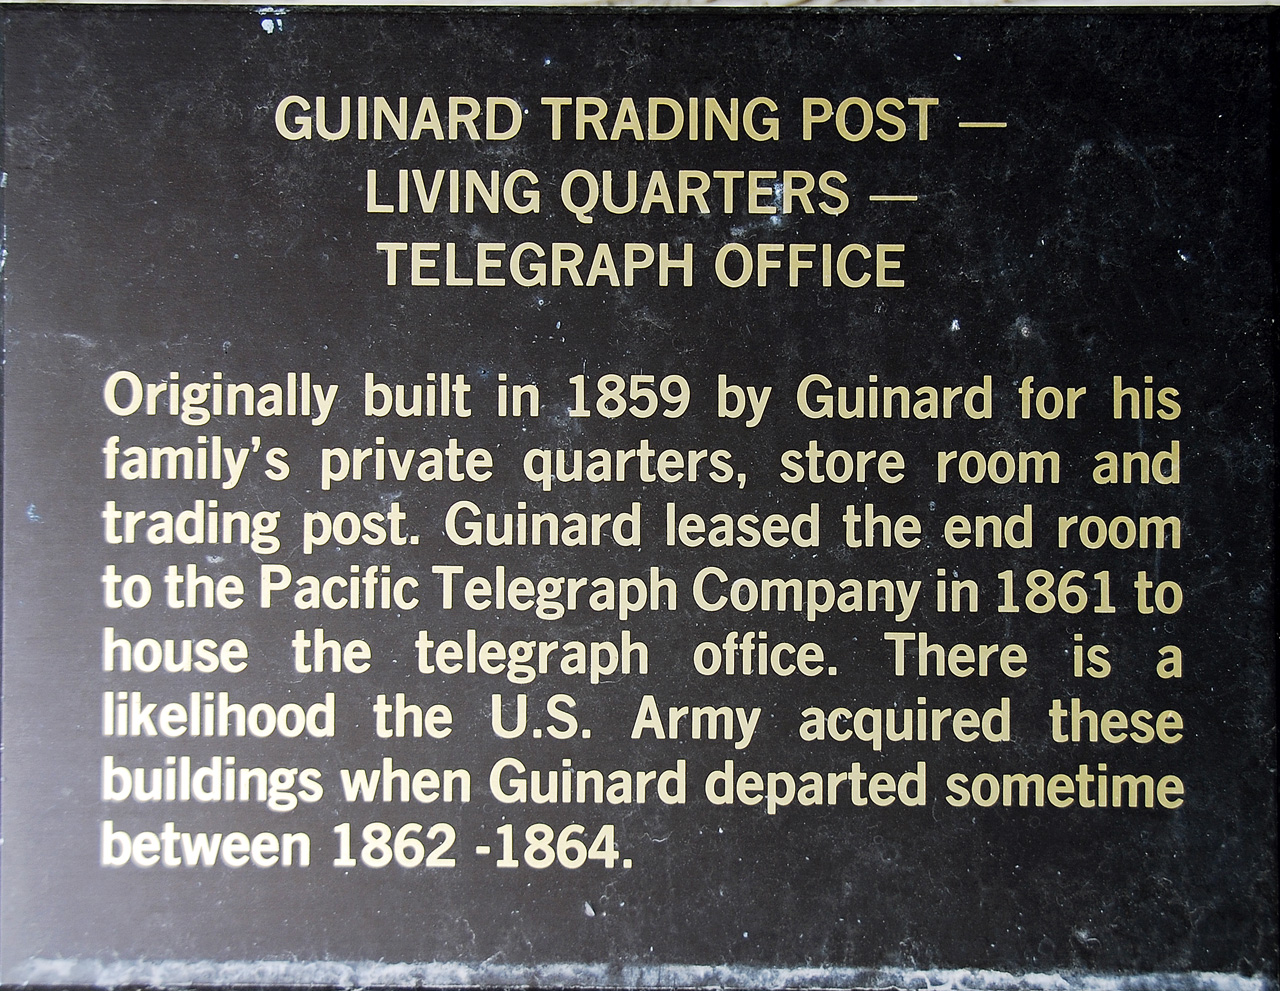 GUINARD TRADING POST —
LIVING QUARTERS —
TELEGRAPH OFFICE
Originally built in 1859 by Guinard for his
family's private quarters, store room and
trading post. Guinard leased the end room
to the Pacific Telegraph Company in 1861 to
house the telegraph office. There is a
likelihood the U.S. Army acquired these
buildings when Guinard departed sometime
between 1862 -1864.